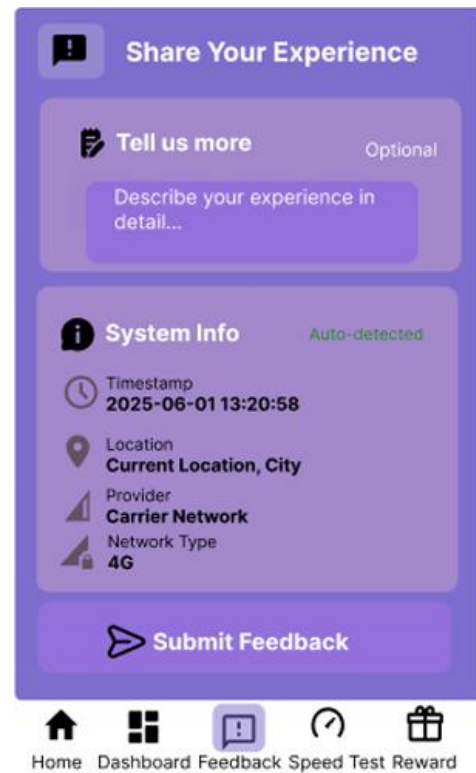 Share Your Experience
Tell us more
Optional
Describe your experience in
detail...
System Info
Auto-detected
Timestamp
2025-06-01 13:20:58
Location
Current Location, City
Provider
Carrier Network
Network Type
4G
Submit Feedback
Home Dashboard Feedback Speed Test Reward